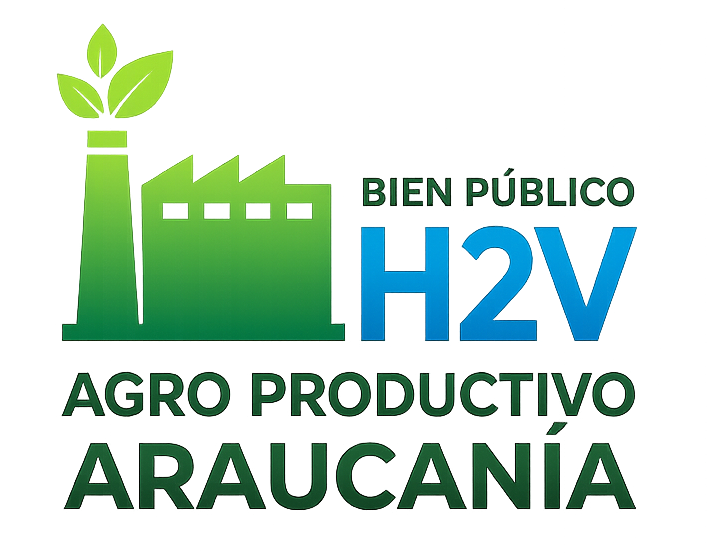 BIEN PÚBLICO
H2V
AGRO PRODUCTIVO
ARAUCANÍA